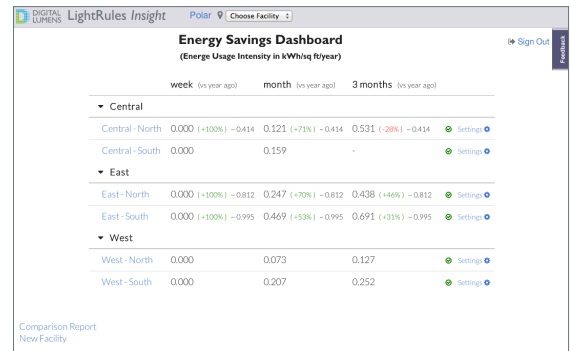 DIGITAL LUMENS LightRules Insight Polar Choose Facility
Energy Savings Dashboard
Sign Out
Feedback
(Energy Usage Intensity in kWh/sq ft/year)
week (vs year ago) month (vs year ago) 3 months (vs year ago)
Central
Central - North 0.000 (+100%) ~0.414 0.121 (+71%) ~0.414 0.531 (-28%) ~0.414 Settings
Central - South 0.000 0.159 - Settings
East
East - North 0.000 (+100%) ~0.812 0.247 (+70%) ~0.812 0.438 (+46%) ~0.812 Settings
East - South 0.000 (+100%) ~0.995 0.469 (+53%) ~0.995 0.691 (+31%) ~0.995 Settings
West
West - North 0.000 0.073 0.127 Settings
West - South 0.000 0.207 0.252 Settings
Comparison Report
New Facility